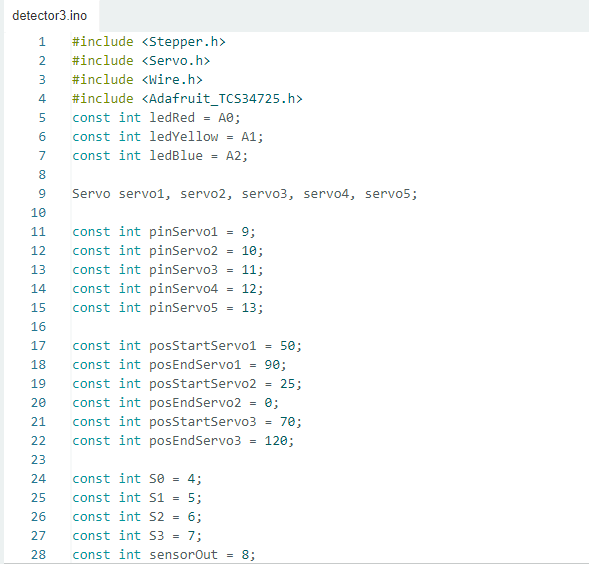 detector3.ino
1 #include <Stepper.h>
2 #include <Servo.h>
3 #include <Wire.h>
4 #include <Adafruit_TCS34725.h>
5 const int ledRed = A0;
6 const int ledYellow = A1;
7 const int ledBlue = A2;
8
9 Servo servo1, servo2, servo3, servo4, servo5;
10
11 const int pinServo1 = 9;
12 const int pinServo2 = 10;
13 const int pinServo3 = 11;
14 const int pinServo4 = 12;
15 const int pinServo5 = 13;
16
17 const int posStartServo1 = 50;
18 const int posEndServo1 = 90;
19 const int posStartServo2 = 25;
20 const int posEndServo2 = 0;
21 const int posStartServo3 = 70;
22 const int posEndServo3 = 120;
23
24 const int S0 = 4;
25 const int S1 = 5;
26 const int S2 = 6;
27 const int S3 = 7;
28 const int sensorOut = 8;